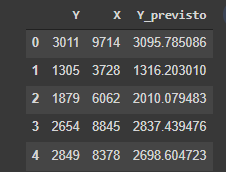 Y X Y_previsto
0 3011 9714 3095.785086
1 1305 3728 1316.203010
2 1879 6062 2010.079483
3 2654 8845 2837.439476
4 2849 8378 2698.604723